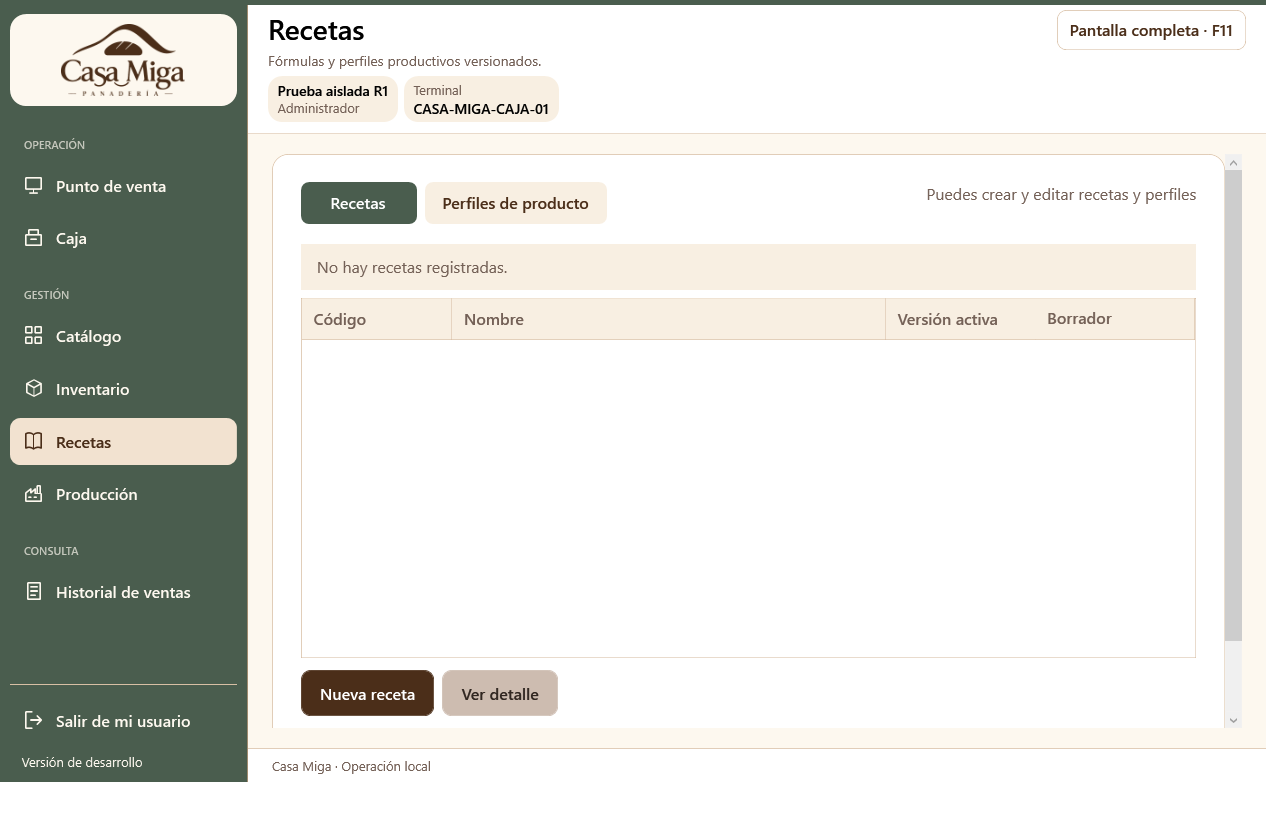 Casa Miga
PANADERÍA
OPERACIÓN
Punto de venta
Caja
GESTIÓN
Catálogo
Inventario
Recetas
Producción
CONSULTA
Historial de ventas
Salir de mi usuario
Versión de desarrollo
Recetas
Fórmulas y perfiles productivos versionados.
Prueba aislada R1
Administrador
Terminal
CASA-MIGA-CAJA-01
Pantalla completa · F11
Recetas
Perfiles de producto
Puedes crear y editar recetas y perfiles
No hay recetas registradas.
Código Nombre Versión activa Borrador
Nueva receta
Ver detalle
Casa Miga · Operación local